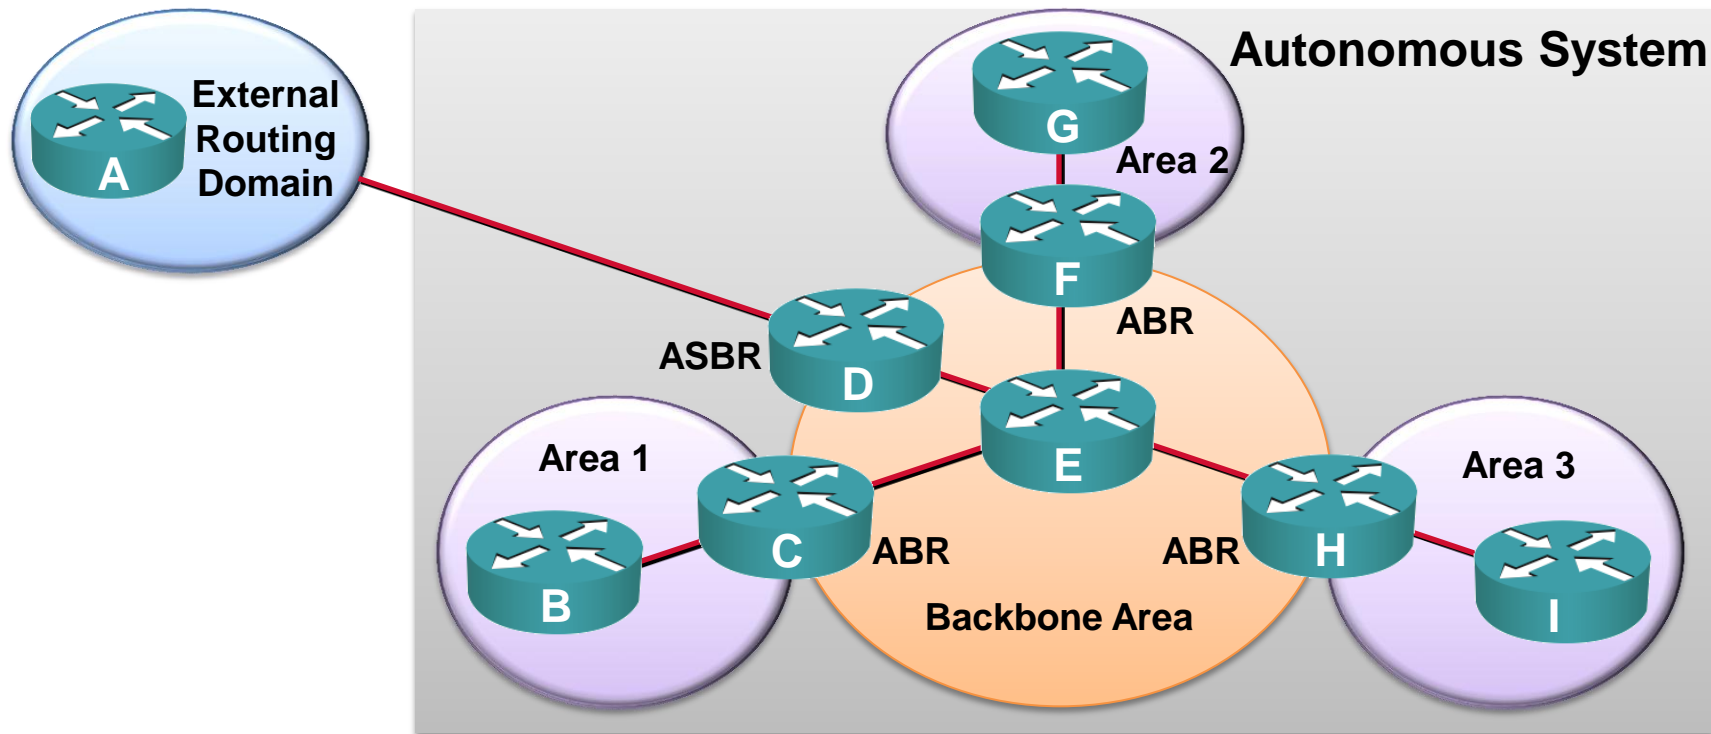 Autonomous System
External
Routing
Domain
A
G
Area 2
F
ABR
ASBR
D
E
Area 1
Area 3
C
ABR
ABR
H
B
Backbone Area
I